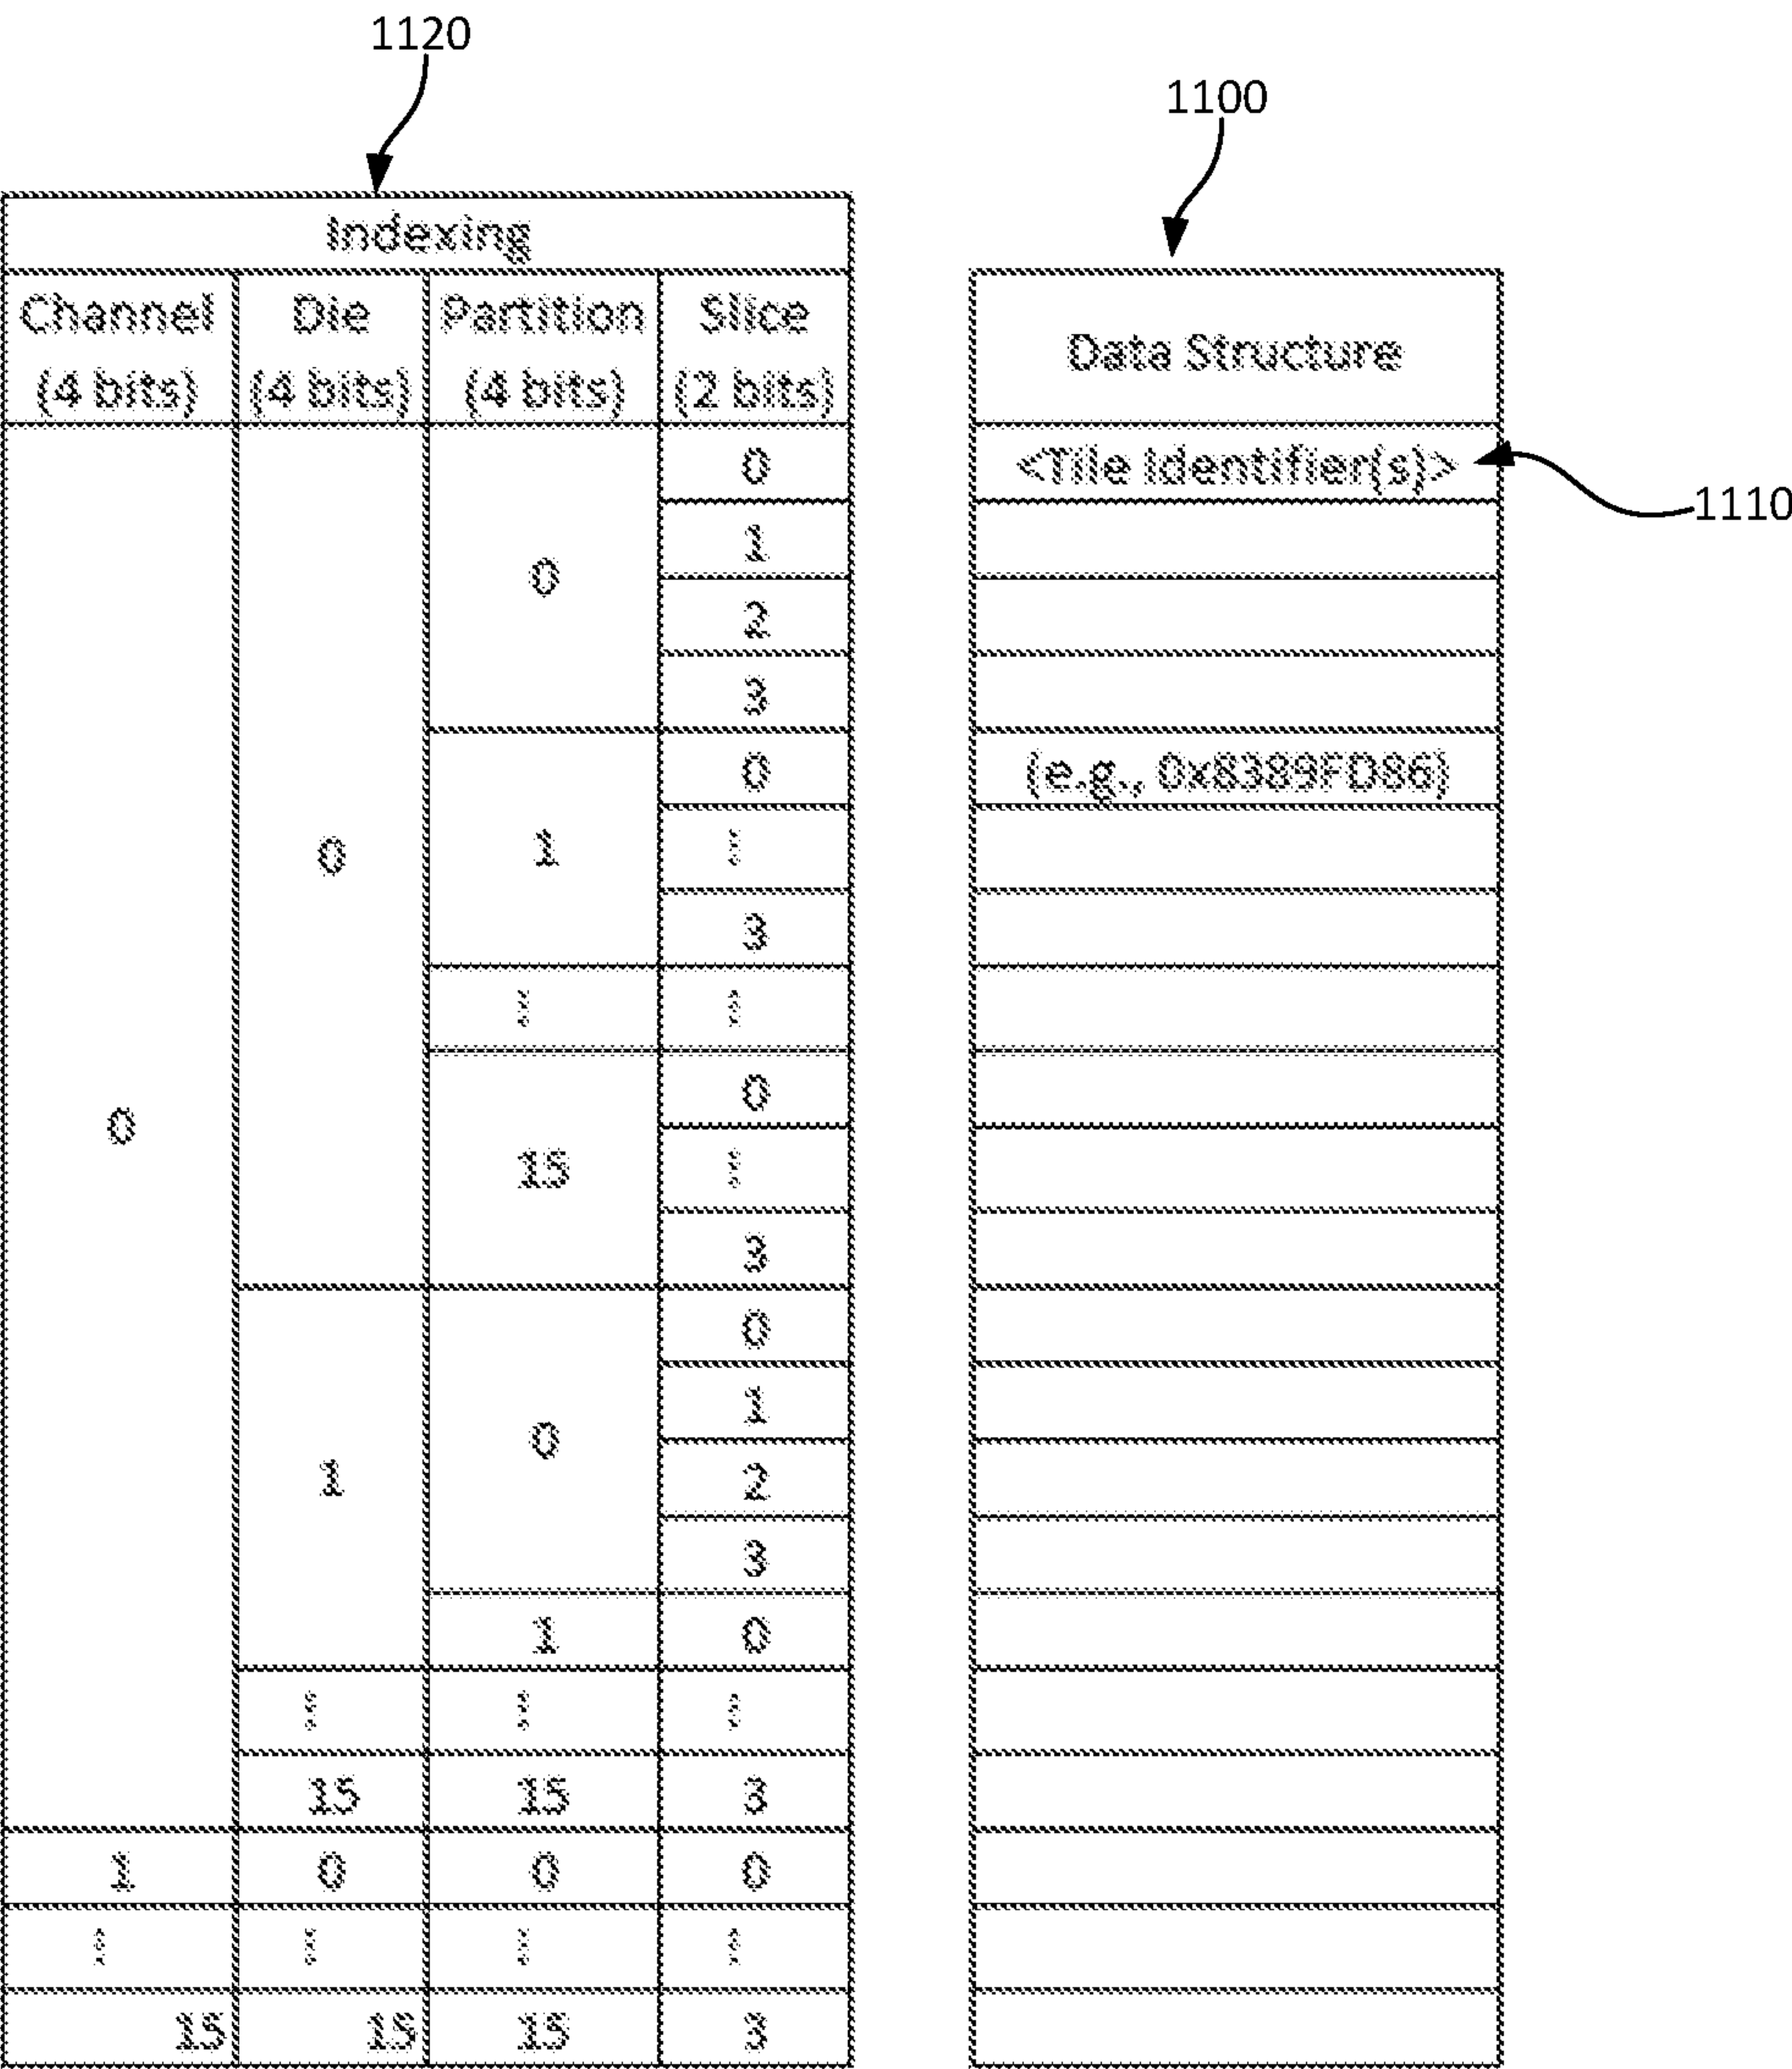 1120
1100
Indexing
Channel (4 bits) Die (4 bits) Partition (4 bits) Slice (2 bits) Data Structure
0 0 0 0 <Tile Identifier(s)>
1110
1
2
3
1 0 (e.g., 0x8389FD86)
⋮
3
⋮ ⋮
15 0
⋮
3
1 0 0
1
2
3
1 0
⋮ ⋮ ⋮
15 15 3
1 0 0 0
⋮ ⋮ ⋮ ⋮
15 15 15 3